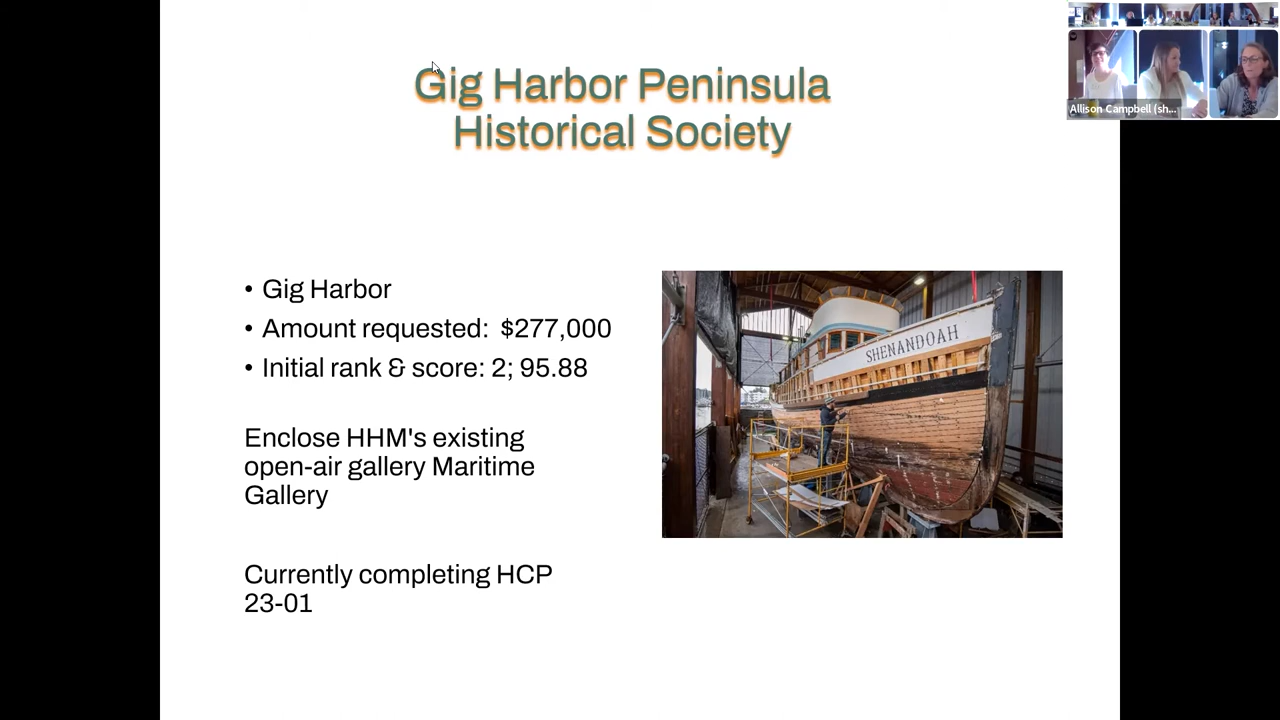 Gig Harbor Peninsula
Historical Society
• Gig Harbor
• Amount requested:  $277,000
• Initial rank & score: 2; 95.88
Enclose HHM's existing
open-air gallery Maritime
Gallery
Currently completing HCP
23-01
SHENANDOAH
Allison Campbell (sh...